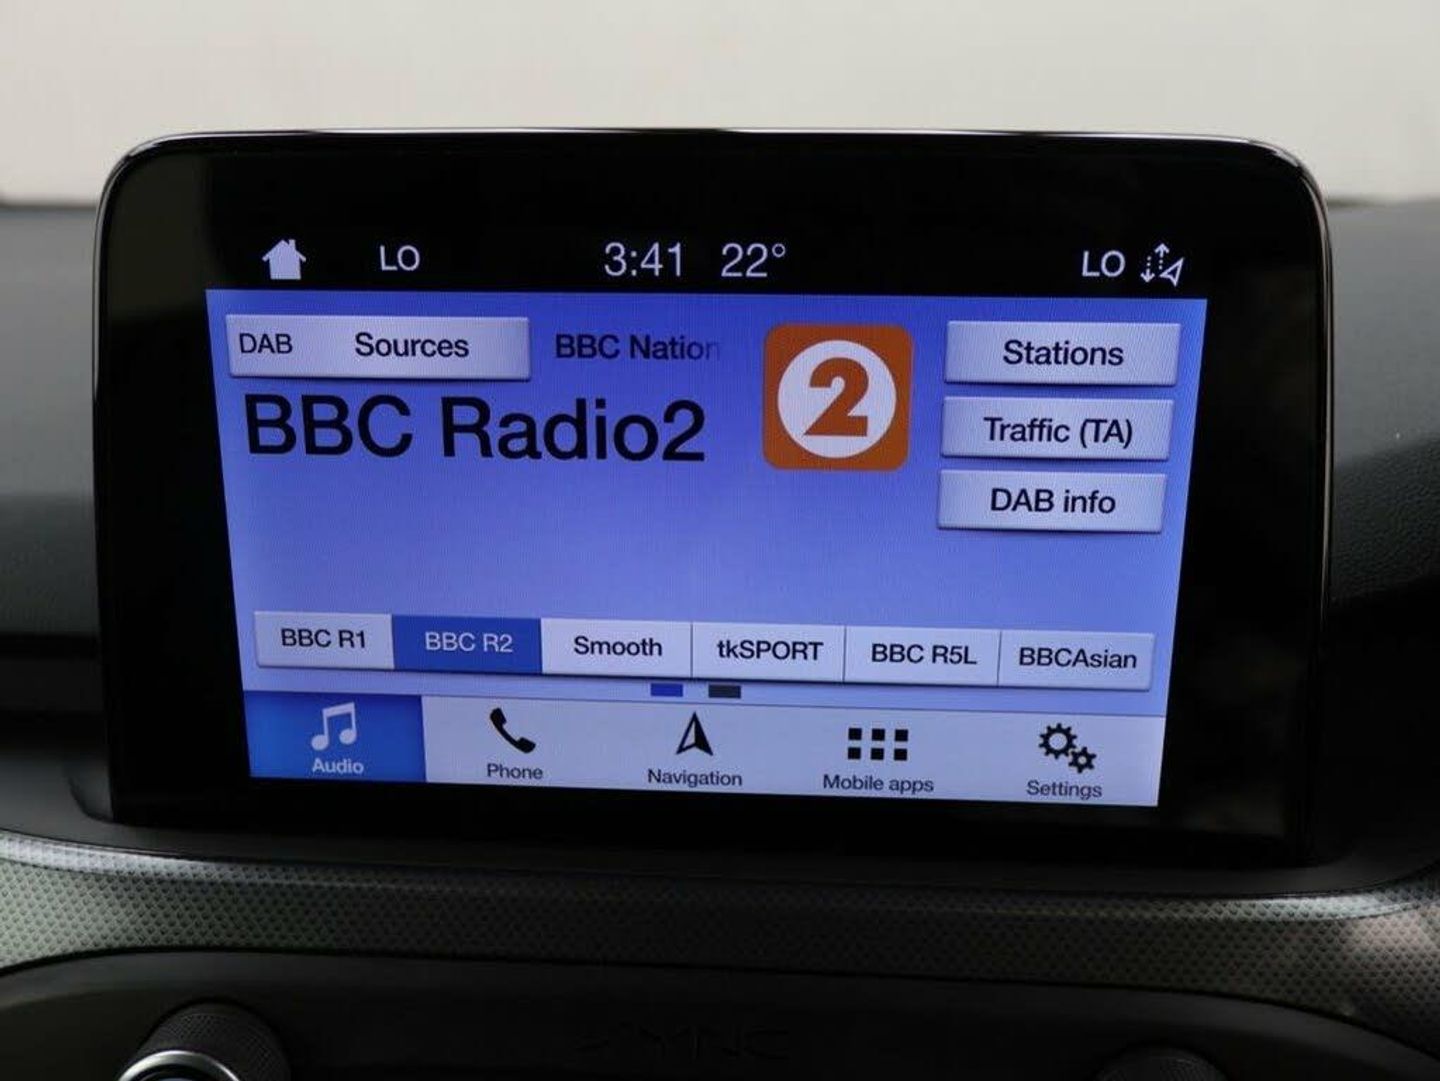 LO 3:41 22° LO
DAB Sources BBC Nation Stations
BBC Radio2 2 Traffic (TA)
DAB info
BBC R1 BBC R2 Smooth tkSPORT BBC R5L BBCAsian
Audio Phone Navigation Mobile apps Settings
SYNC